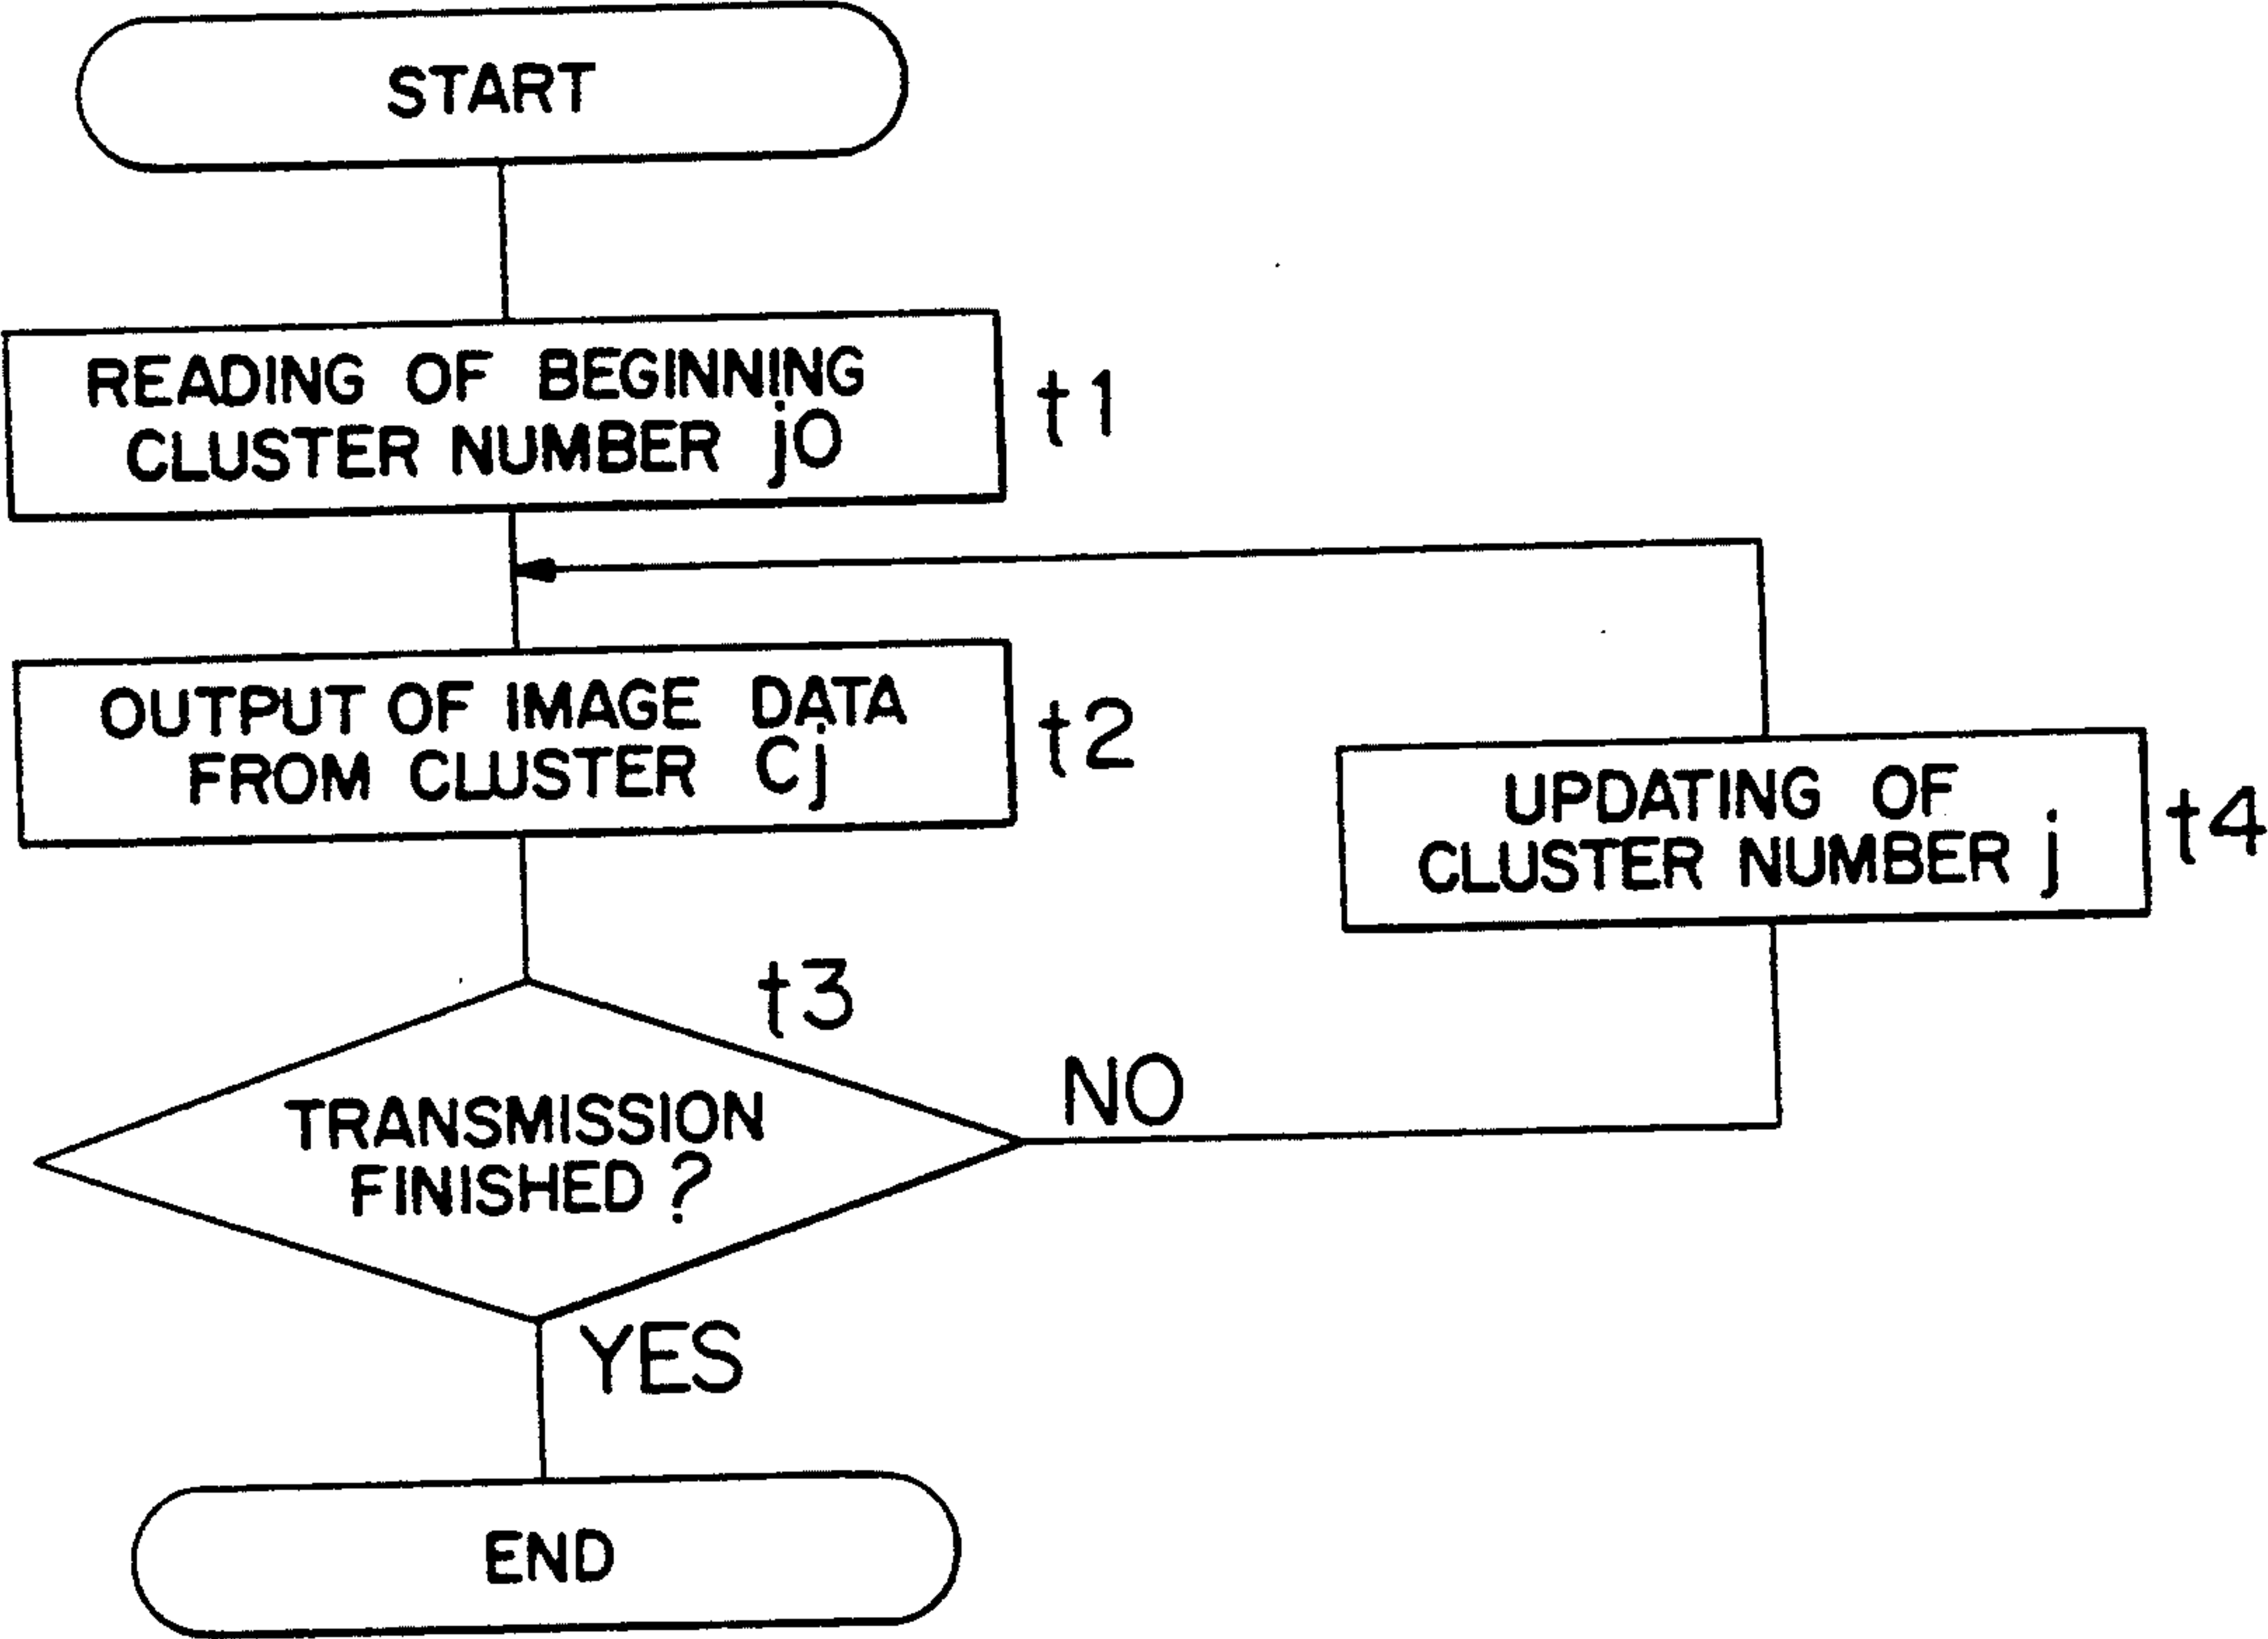 START
READING OF BEGINNING
CLUSTER NUMBER j0
t1
OUTPUT OF IMAGE DATA
FROM CLUSTER Cj
t2
UPDATING OF
CLUSTER NUMBER j
t4
t3
TRANSMISSION
FINISHED?
NO
YES
END